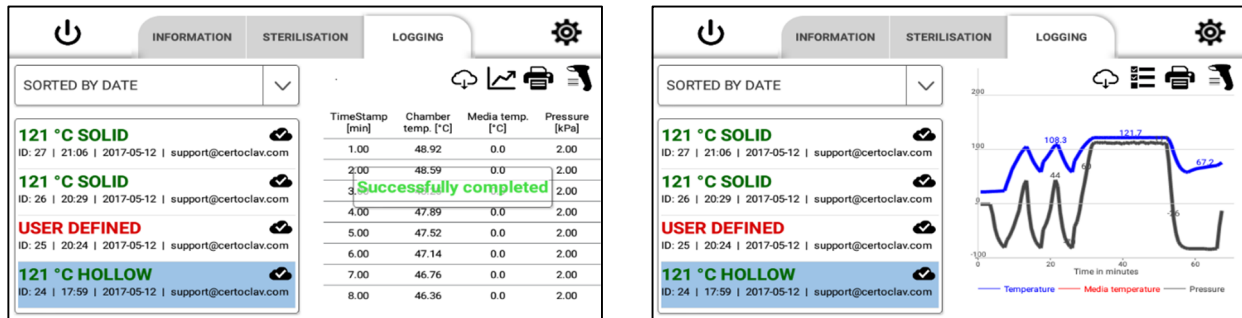 INFORMATION STERILISATION LOGGING
SORTED BY DATE
121 °C SOLID
ID: 27 | 21:06 | 2017-05-12 | support@certoclav.com
121 °C SOLID
ID: 26 | 20:29 | 2017-05-12 | support@certoclav.com
USER DEFINED
ID: 25 | 20:24 | 2017-05-12 | support@certoclav.com
121 °C HOLLOW
ID: 24 | 17:59 | 2017-05-12 | support@certoclav.com
TimeStamp Chamber Media temp. Pressure
[min] temp. [°C] [°C] [kPa]
1.00 48.92 0.0 2.00
2.00 48.59 0.0 2.00
Successfully completed
2.00
4.00 47.89 0.0 2.00
5.00 47.52 0.0 2.00
6.00 47.14 0.0 2.00
7.00 46.76 0.0 2.00
8.00 46.36 0.0 2.00
INFORMATION STERILISATION LOGGING
SORTED BY DATE
121 °C SOLID
ID: 27 | 21:06 | 2017-05-12 | support@certoclav.com
121 °C SOLID
ID: 26 | 20:29 | 2017-05-12 | support@certoclav.com
USER DEFINED
ID: 25 | 20:24 | 2017-05-12 | support@certoclav.com
121 °C HOLLOW
ID: 24 | 17:59 | 2017-05-12 | support@certoclav.com
200
108.3 121.7
67.2
44
-100
0 20 40 60
Time in minutes
Temperature Media temperature Pressure